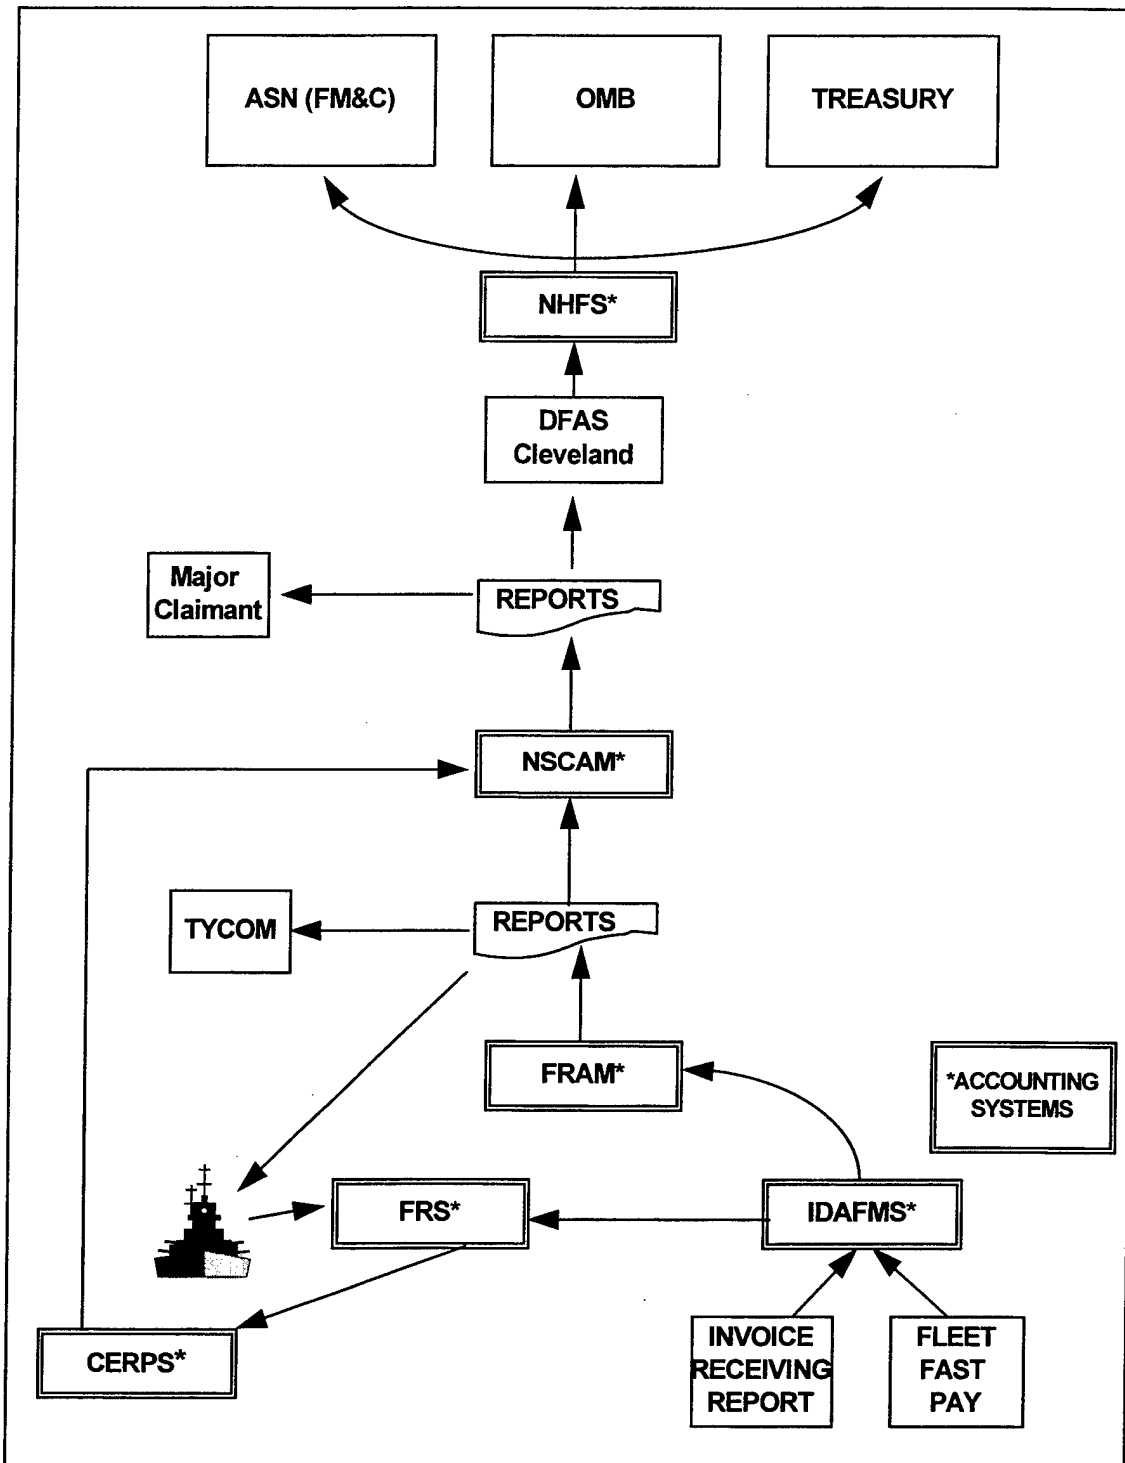 ASN (FM&C)
OMB
TREASURY
NHFS*
DFAS
Cleveland
Major
Claimant
REPORTS
NSCAM*
TYCOM
REPORTS
FRAM*
*ACCOUNTING
SYSTEMS
FRS*
IDAFMS*
CERPS*
INVOICE
RECEIVING
REPORT
FLEET
FAST
PAY